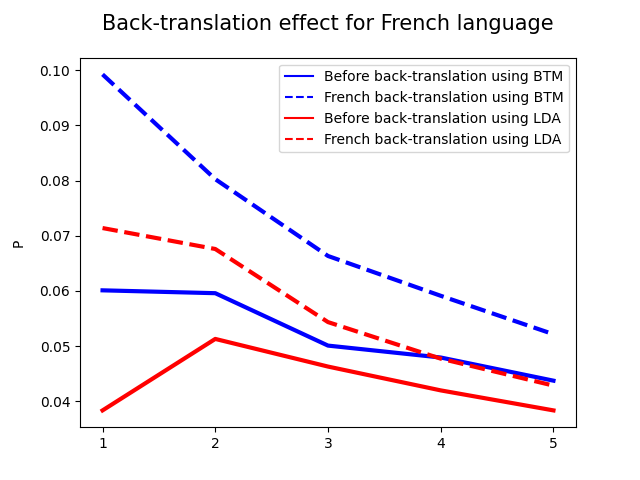 Back-translation effect for French language
Before back-translation using BTM
French back-translation using BTM
Before back-translation using LDA
French back-translation using LDA
P
0.10
0.09
0.08
0.07
0.06
0.05
0.04
1 2 3 4 5